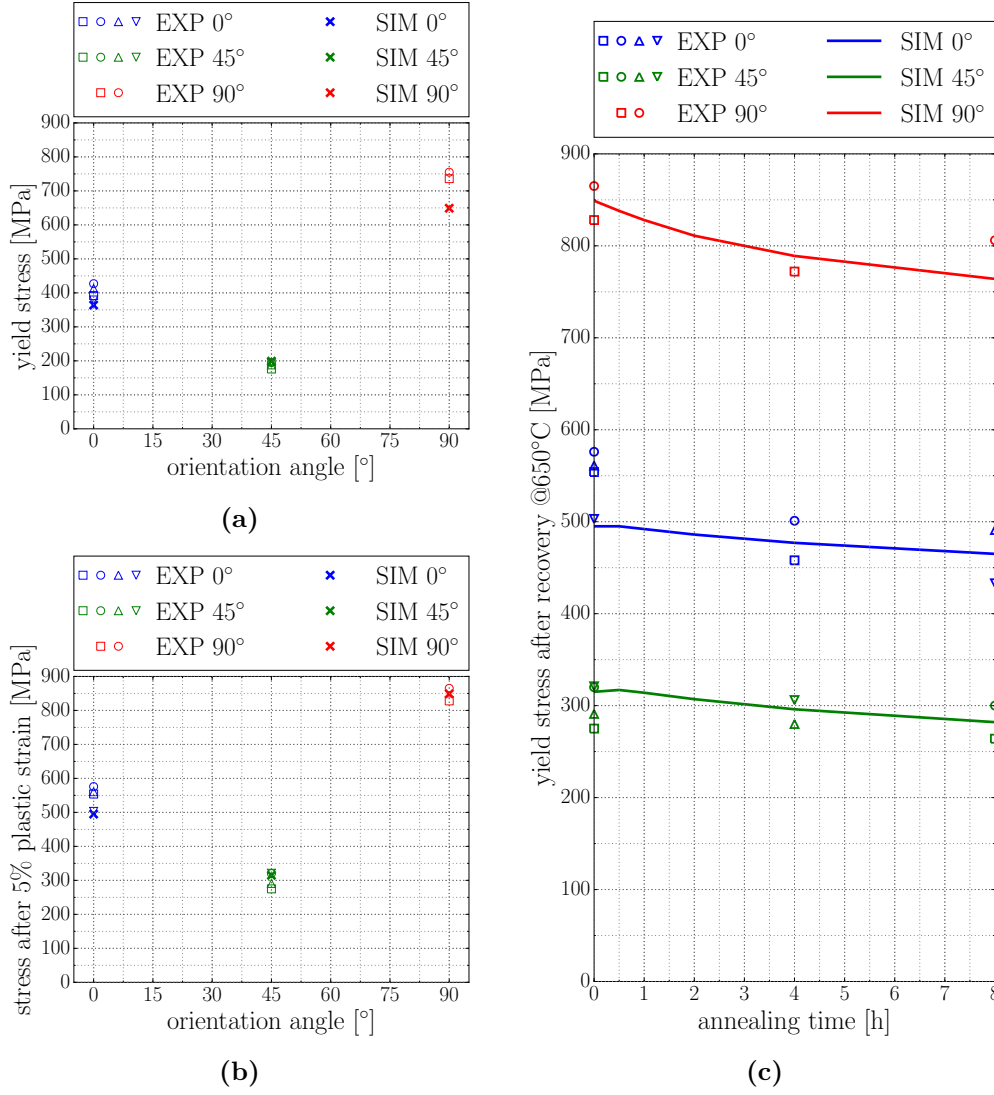 EXP 0° SIM 0°
EXP 45° SIM 45°
EXP 90° SIM 90°
900
800
700
600
500
400
300
200
100
0
yield stress [MPa]
0 15 30 45 60 75 90
orientation angle [°]
(a)
EXP 0° SIM 0°
EXP 45° SIM 45°
EXP 90° SIM 90°
900
800
700
600
500
400
300
200
100
0
stress after 5% plastic strain [MPa]
0 15 30 45 60 75 90
orientation angle [°]
(b)
EXP 0° SIM 0°
EXP 45° SIM 45°
EXP 90° SIM 90°
900
800
700
600
500
400
300
200
100
0
yield stress after recovery @650°C [MPa]
0 1 2 3 4 5 6 7 8
annealing time [h]
(c)